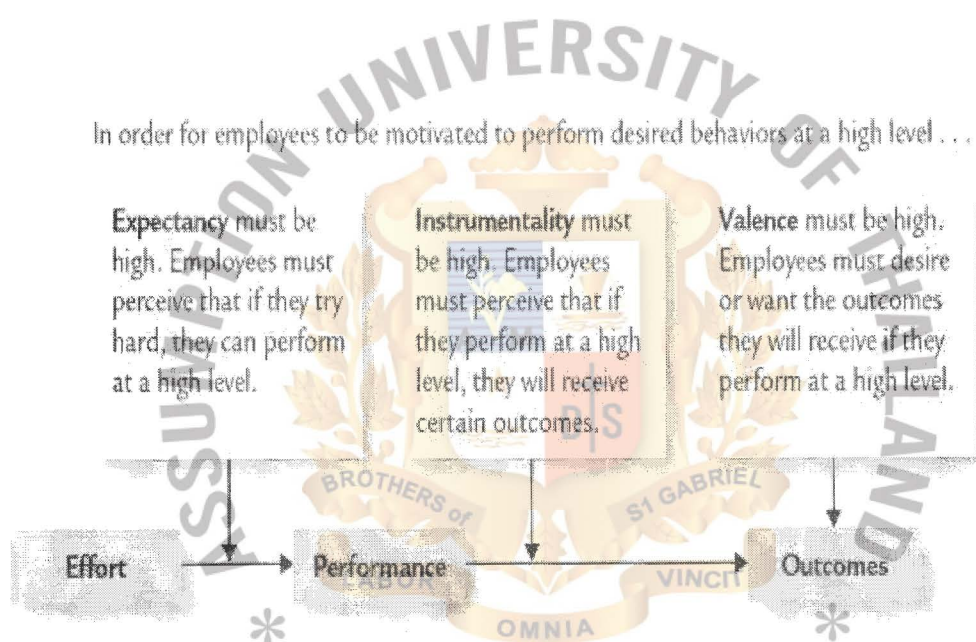 ASSUMPTION UNIVERSITY OF THAILAND
In order for employees to be motivated to perform desired behaviors at a high level . . .
Expectancy must be
high. Employees must
perceive that if they try
hard, they can perform
at a high level.
Instrumentality must
be high. Employees
must perceive that if
they perform at a high
level, they will receive
certain outcomes.
Valence must be high.
Employees must desire
or want the outcomes
they will receive if they
perform at a high level.
D S
BROTHERS of
ST GABRIEL
Effort
Performance
Outcomes
LABOR
VINCIT
OMNIA
* *